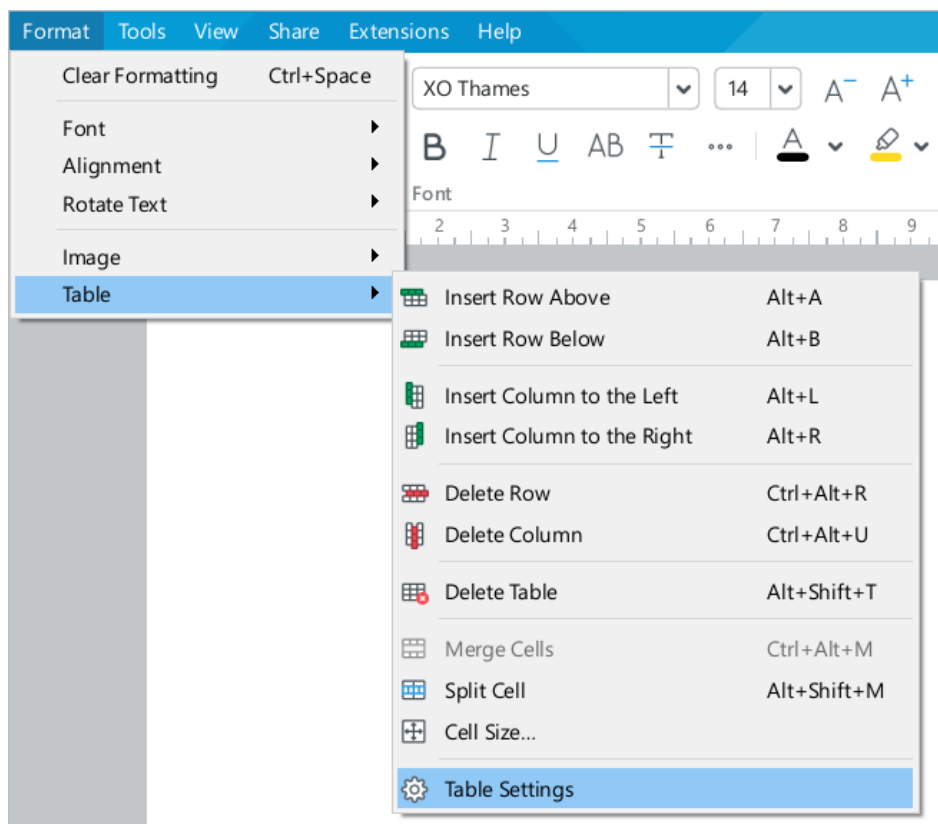 Format Tools View Share Extensions Help
Clear Formatting Ctrl+Space
XO Thames 14 A− A+
Font
B I U AB T A
Alignment
Rotate Text
Font
2 3 4 5 6 7 8 9
Image
Table
Insert Row Above Alt+A
Insert Row Below Alt+B
Insert Column to the Left Alt+L
Insert Column to the Right Alt+R
Delete Row Ctrl+Alt+R
Delete Column Ctrl+Alt+U
Delete Table Alt+Shift+T
Merge Cells Ctrl+Alt+M
Split Cell Alt+Shift+M
Cell Size...
Table Settings